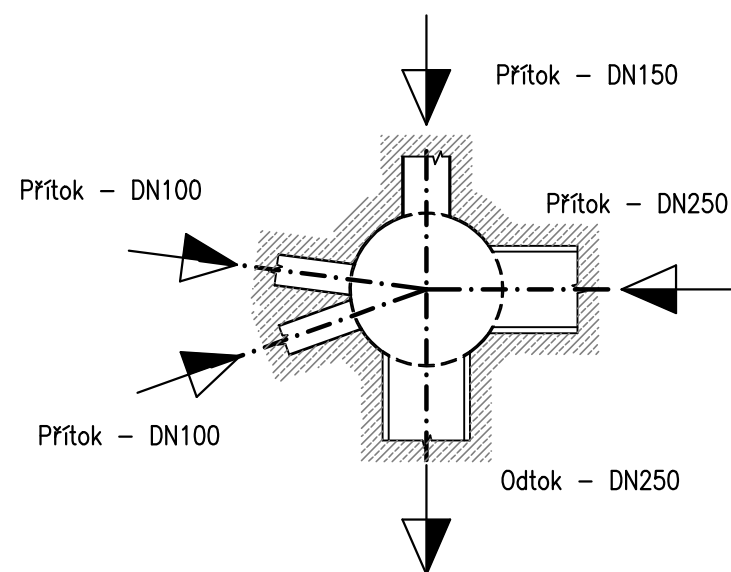 Přítok – DN150
Přítok – DN100
Přítok – DN250
Přítok – DN100
Odtok – DN250